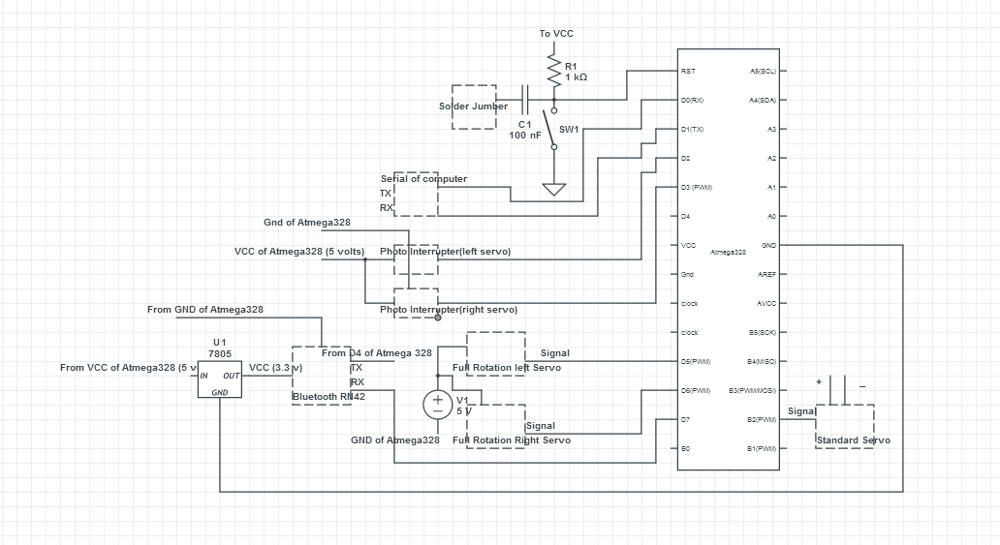 To VCC
R1
1 kΩ
RST
A5(SCL)
Solder Jumber
D0(RX)
A4(SDA)
C1
100 nF
SW1
D1(TX)
A3
D2
A2
Serial of computer
TX
RX
D3 (PWM)
A1
D4
A0
Gnd of Atmega328
VCC of Atmega328 (5 volts)
Photo Interrupter(left servo)
VCC
Atmega328
GND
Gnd
AREF
Photo Interrupter(right servo)
clock
AVCC
From GND of Atmega328
clock
B5(SCK)
U1
7805
From VCC of Atmega328 (5 v
IN
OUT
GND
VCC (3.3 v)
From D4 of Atmega 328
TX
RX
Bluetooth RN42
Signal
Full Rotation left Servo
D5(PWM)
B4(MISO)
V1
5 V
GND of Atmega328
Signal
Full Rotation Right Servo
D6(PWM)
B3(PWM/MOSI)
+
−
D7
B2(PWM)
Signal
Standard Servo
B0
B1(PWM)